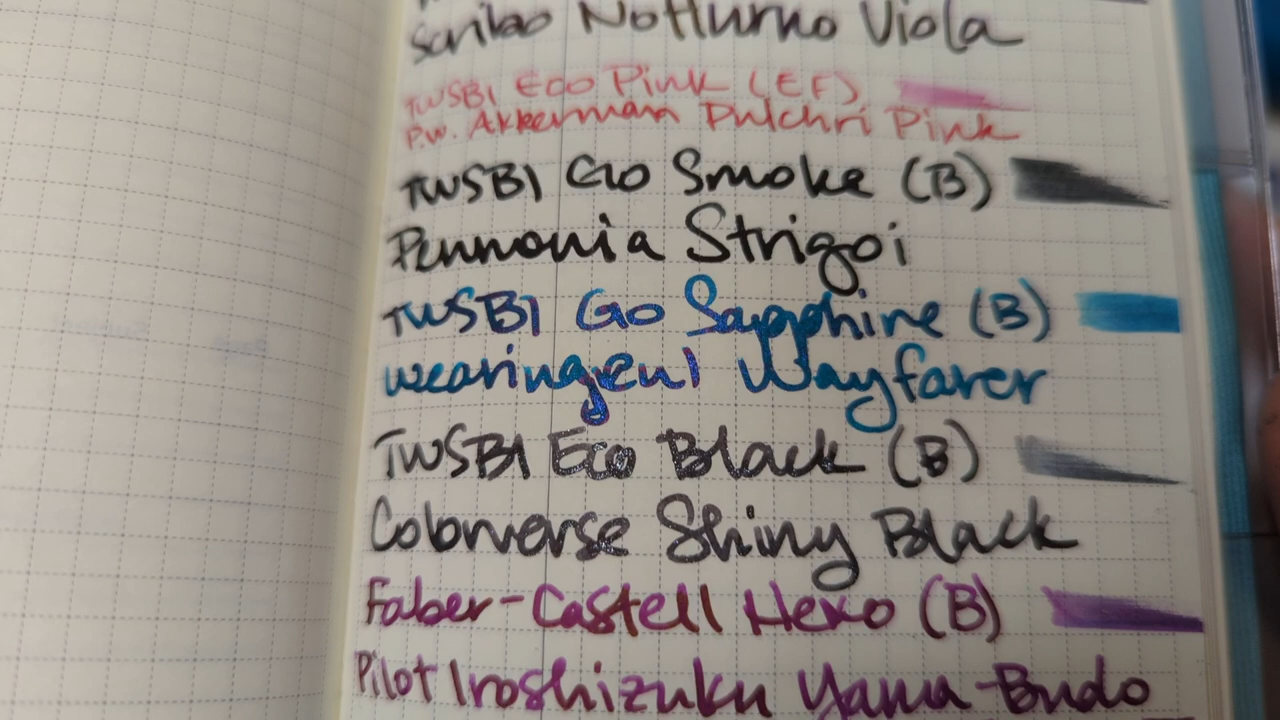 Scribo Notturno Viola
TWSBI Eco Pink (EF)
P.W. Akkerman Pulchri Pink
TWSBI Go Smoke (B)
Pennonia Strigoi
TWSBI Go Sapphire (B)
Wearingeul Wayfarer
TWSBI Eco Black (B)
Colorverse Shiny Black
Faber-Castell Hexo (B)
Pilot Iroshizuku Yama-Budo